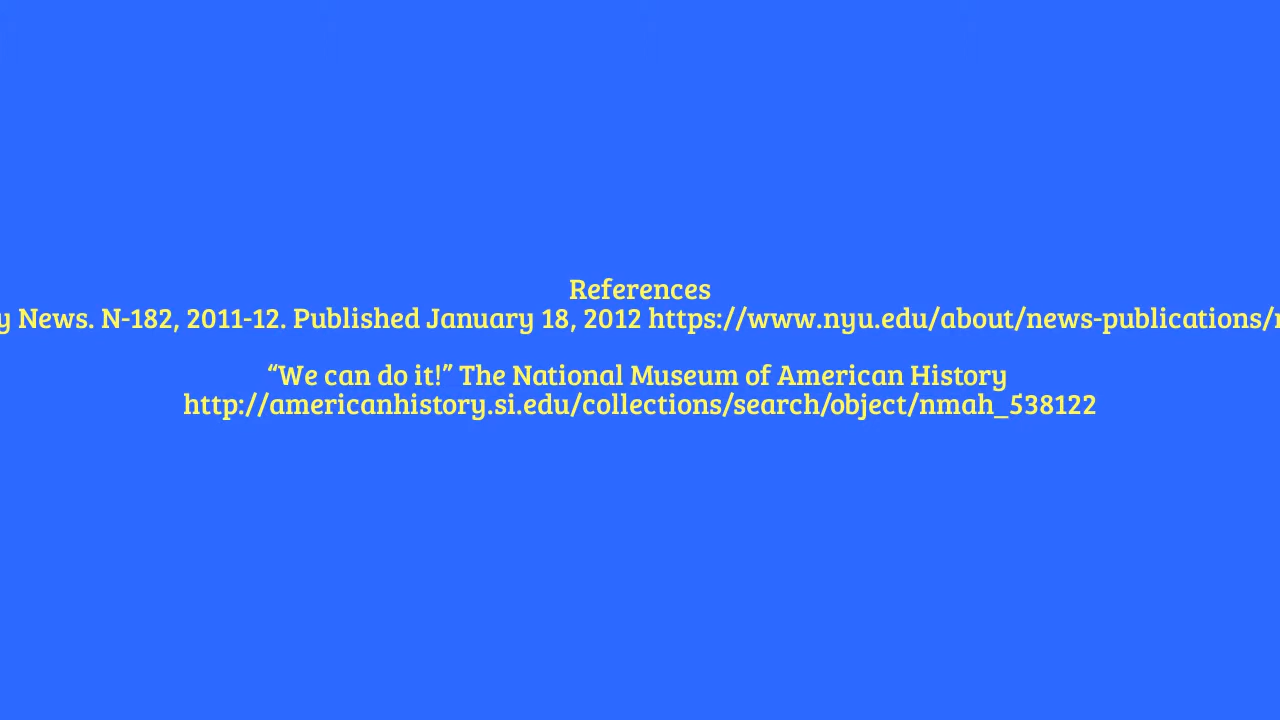 References
y News. N-182, 2011-12. Published January 18, 2012 https://www.nyu.edu/about/news-publications/
“We can do it!” The National Museum of American History
http://americanhistory.si.edu/collections/search/object/nmah_538122